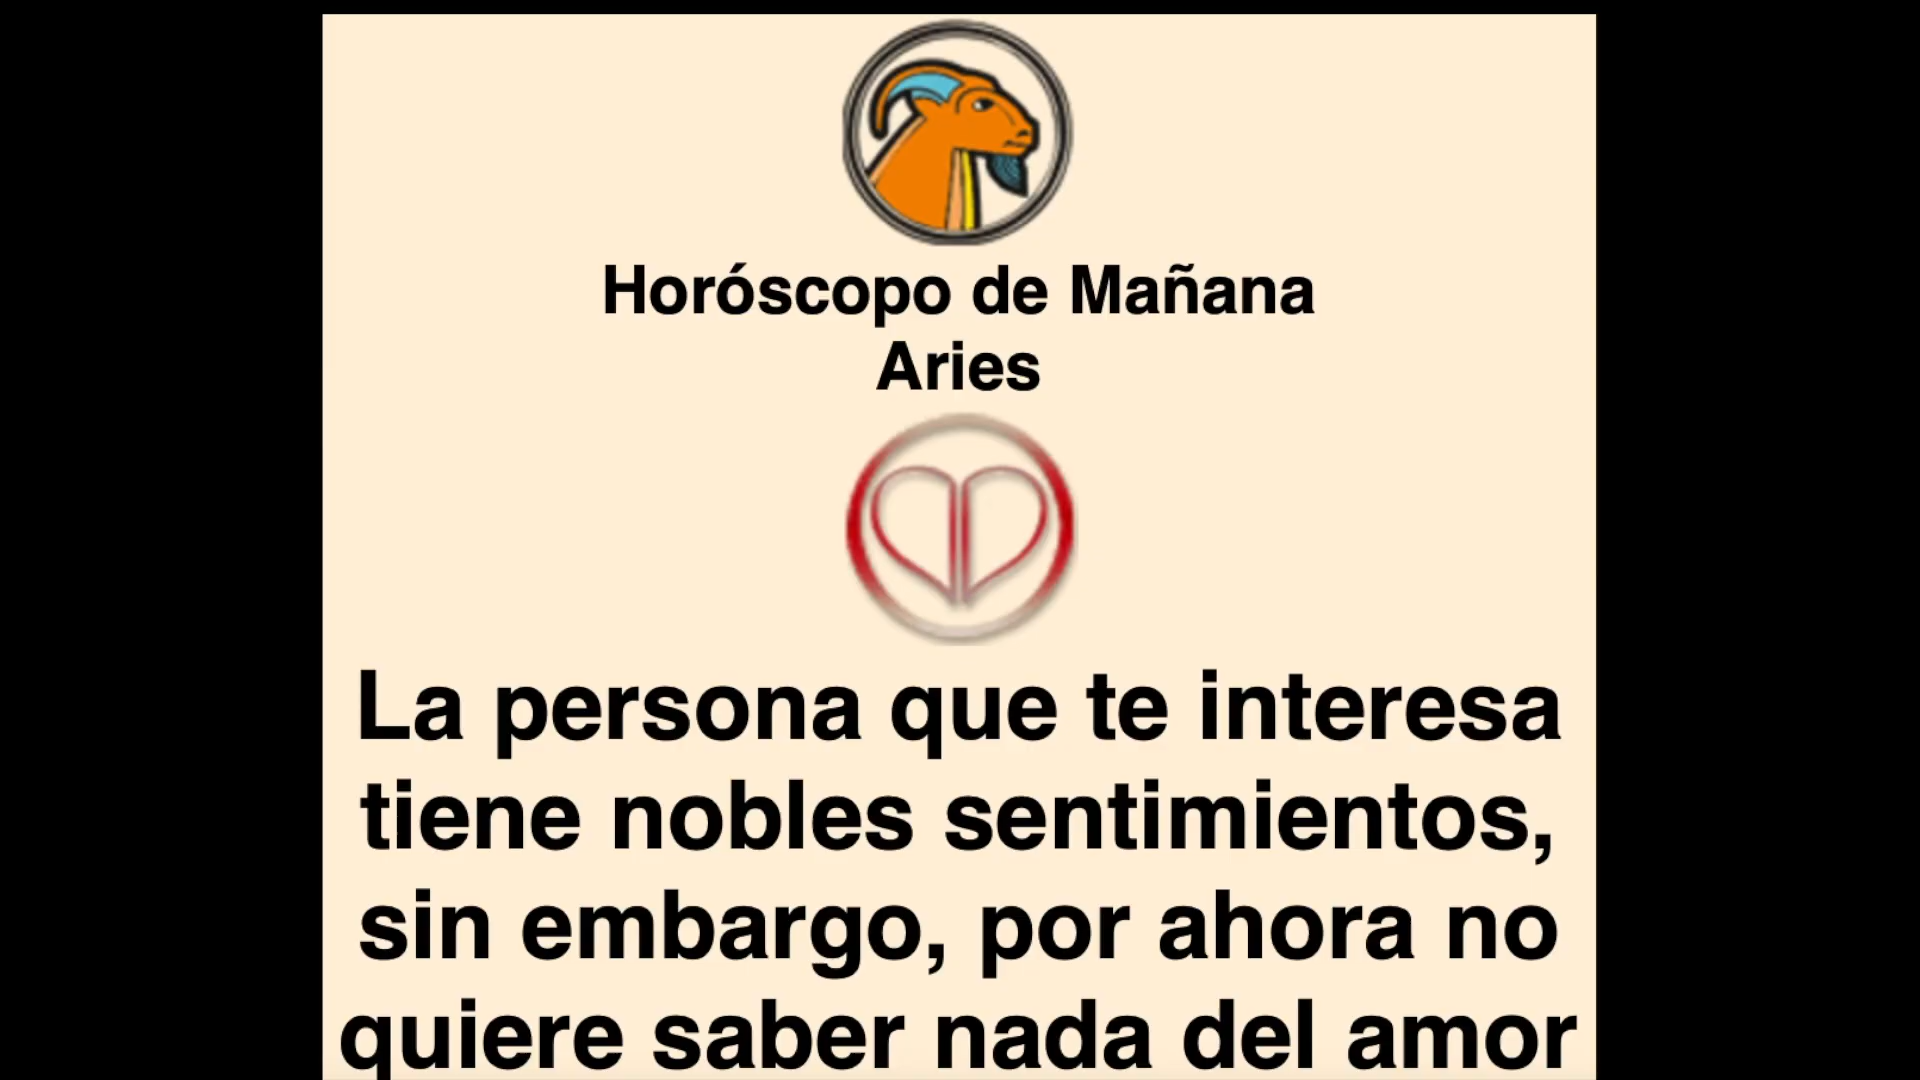 Horóscopo de Mañana
Aries
La persona que te interesa
tiene nobles sentimientos,
sin embargo, por ahora no
quiere saber nada del amor